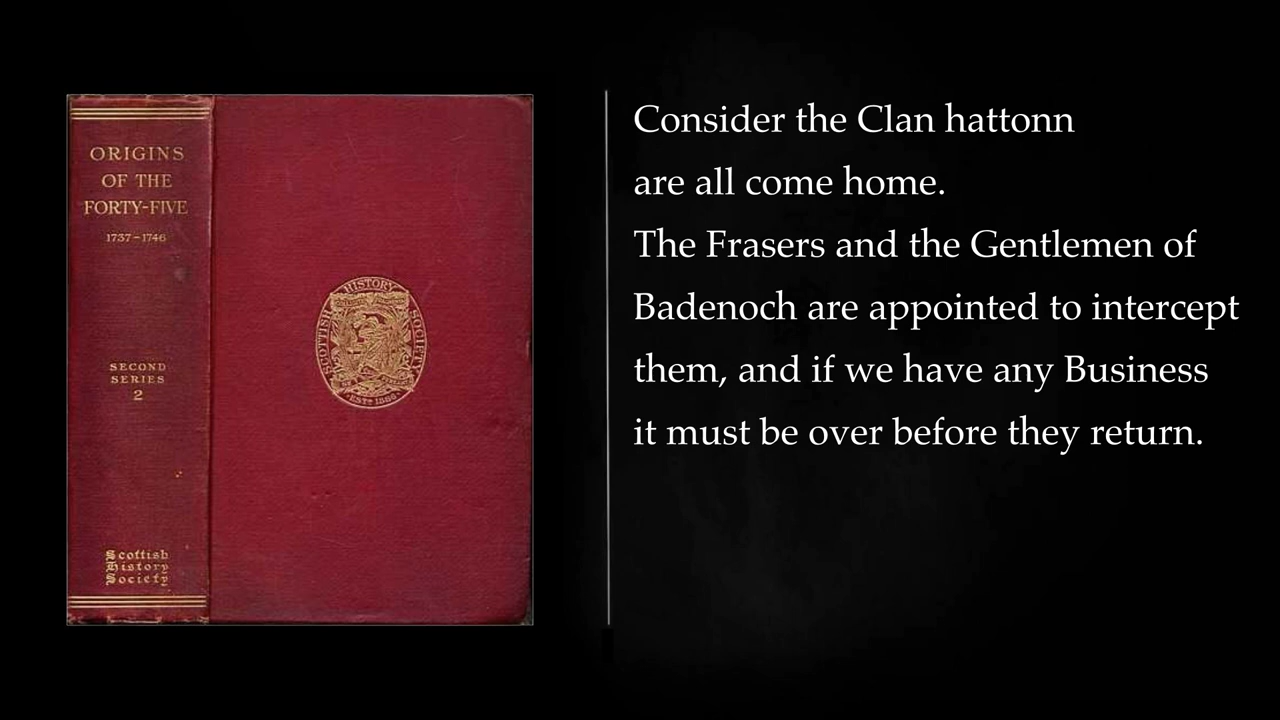 ORIGINS
OF THE
FORTY-FIVE
1737-1746
SECOND
SERIES
2
Scottish
History
Society
SCOTTISH HISTORY SOCIETY
ESTD 1886
Consider the Clan hattonn
are all come home.
The Frasers and the Gentlemen of
Badenoch are appointed to intercept
them, and if we have any Business
it must be over before they return.